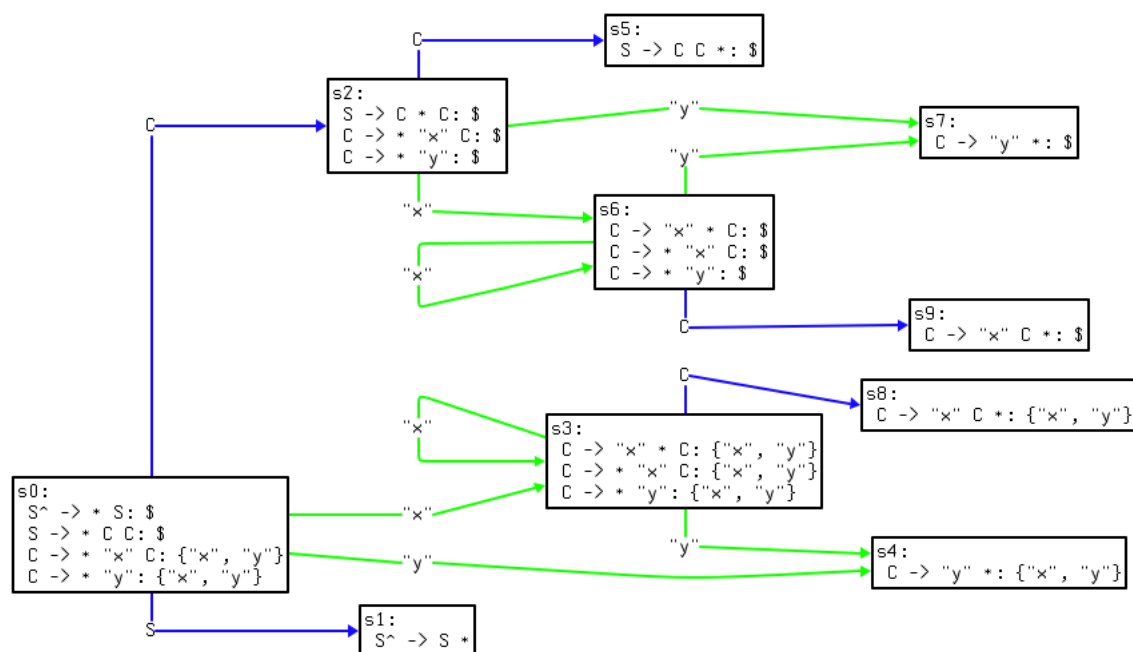 C
s5:
S -> C C *: $
s2:
S -> C * C: $
C -> * "x" C: $
C -> * "y": $
"y"
s7:
C -> "y" *: $
C
"y"
"x"
s6:
C -> "x" * C: $
C -> * "x" C: $
C -> * "y": $
"x"
C
s9:
C -> "x" C *: $
C
s8:
C -> "x" C *: {"x", "y"}
"x"
s3:
C -> "x" * C: {"x", "y"}
C -> * "x" C: {"x", "y"}
C -> * "y": {"x", "y"}
s0:
S^ -> * S: $
S -> * C C: $
C -> * "x" C: {"x", "y"}
C -> * "y": {"x", "y"}
"x"
"y"
"y"
s4:
C -> "y" *: {"x", "y"}
S
s1:
S^ -> S *